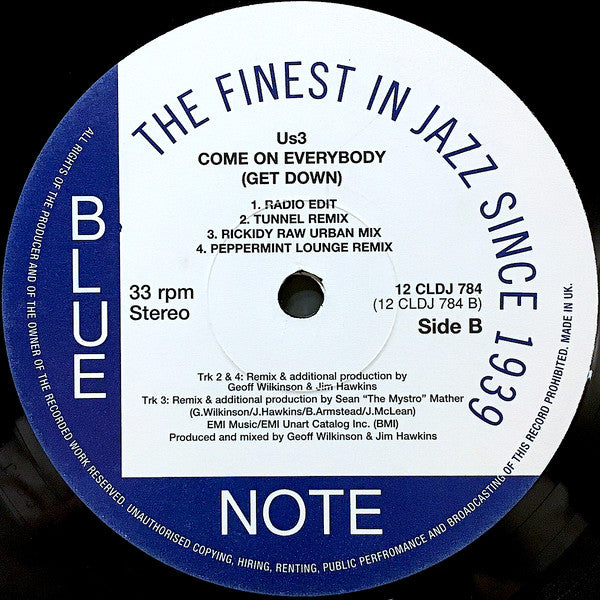 THE FINEST IN JAZZ SINCE 1939
Us3
COME ON EVERYBODY
(GET DOWN)
1. RADIO EDIT
2. TUNNEL REMIX
3. RICKIDY RAW URBAN MIX
4. PEPPERMINT LOUNGE REMIX
33 rpm
Stereo
12 CLDJ 784
(12 CLDJ 784 B)
Side B
Trk 2 & 4: Remix & additional production by
Geoff Wilkinson & Jim Hawkins
Trk 3: Remix & additional production by Sean "The Mystro" Mather
(G.Wilkinson/J.Hawkins/B.Armstead/J.McLean)
EMI Music/EMI Unart Catalog Inc. (BMI)
Produced and mixed by Geoff Wilkinson & Jim Hawkins
BLUE
NOTE
ALL RIGHTS OF THE PRODUCER AND OF THE OWNER OF THE RECORDED WORK RESERVED. UNAUTHORISED COPYING, HIRING, RENTING, PUBLIC PERFROMANCE AND BROADCASTING OF THIS RECORD PROHIBITED. MADE IN UK.